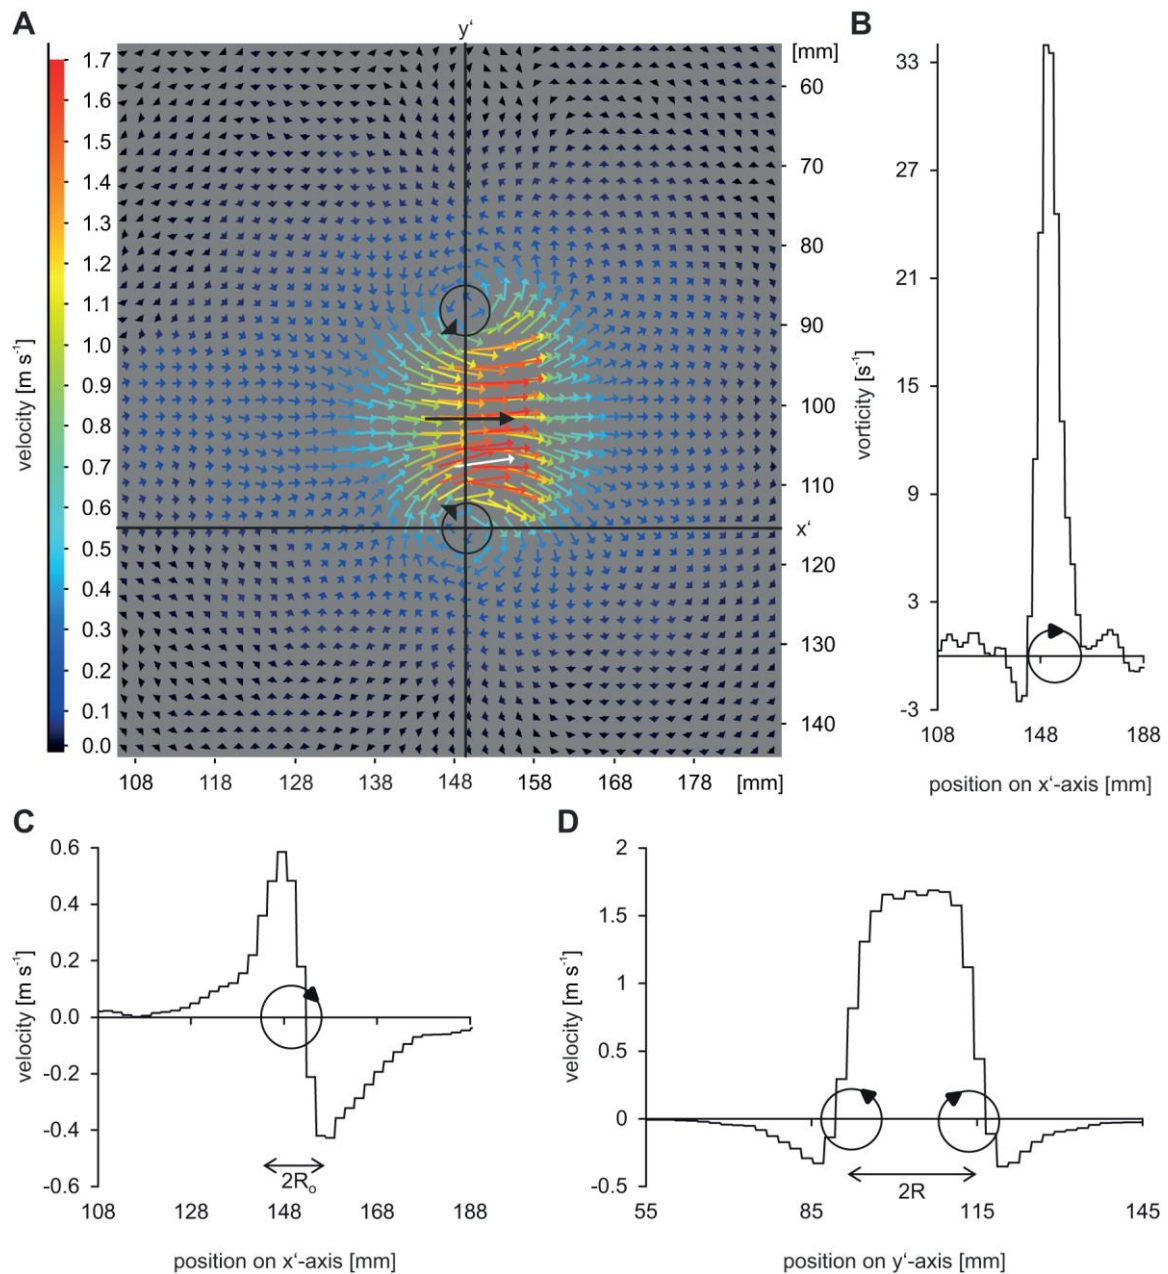 A
B
y‘
[mm]
velocity [m s-1]
1.7
1.6
1.5
1.4
1.3
1.2
1.1
1.0
0.9
0.8
0.7
0.6
0.5
0.4
0.3
0.2
0.1
0.0
60
70
80
90
100
110
x‘
120
130
140
108 118 128 138 148 158 168 178 [mm]
vorticity [s-1]
33
27
21
15
9
3
-3
108 148 188
position on x‘-axis [mm]
C
velocity [m s-1]
0.6
0.4
0.2
0.0
-0.2
-0.4
-0.6
2Ro
108 128 148 168 188
position on x‘-axis [mm]
D
velocity [m s-1]
2
1.5
1
0.5
0
-0.5
2R
55 85 115 145
position on y‘-axis [mm]